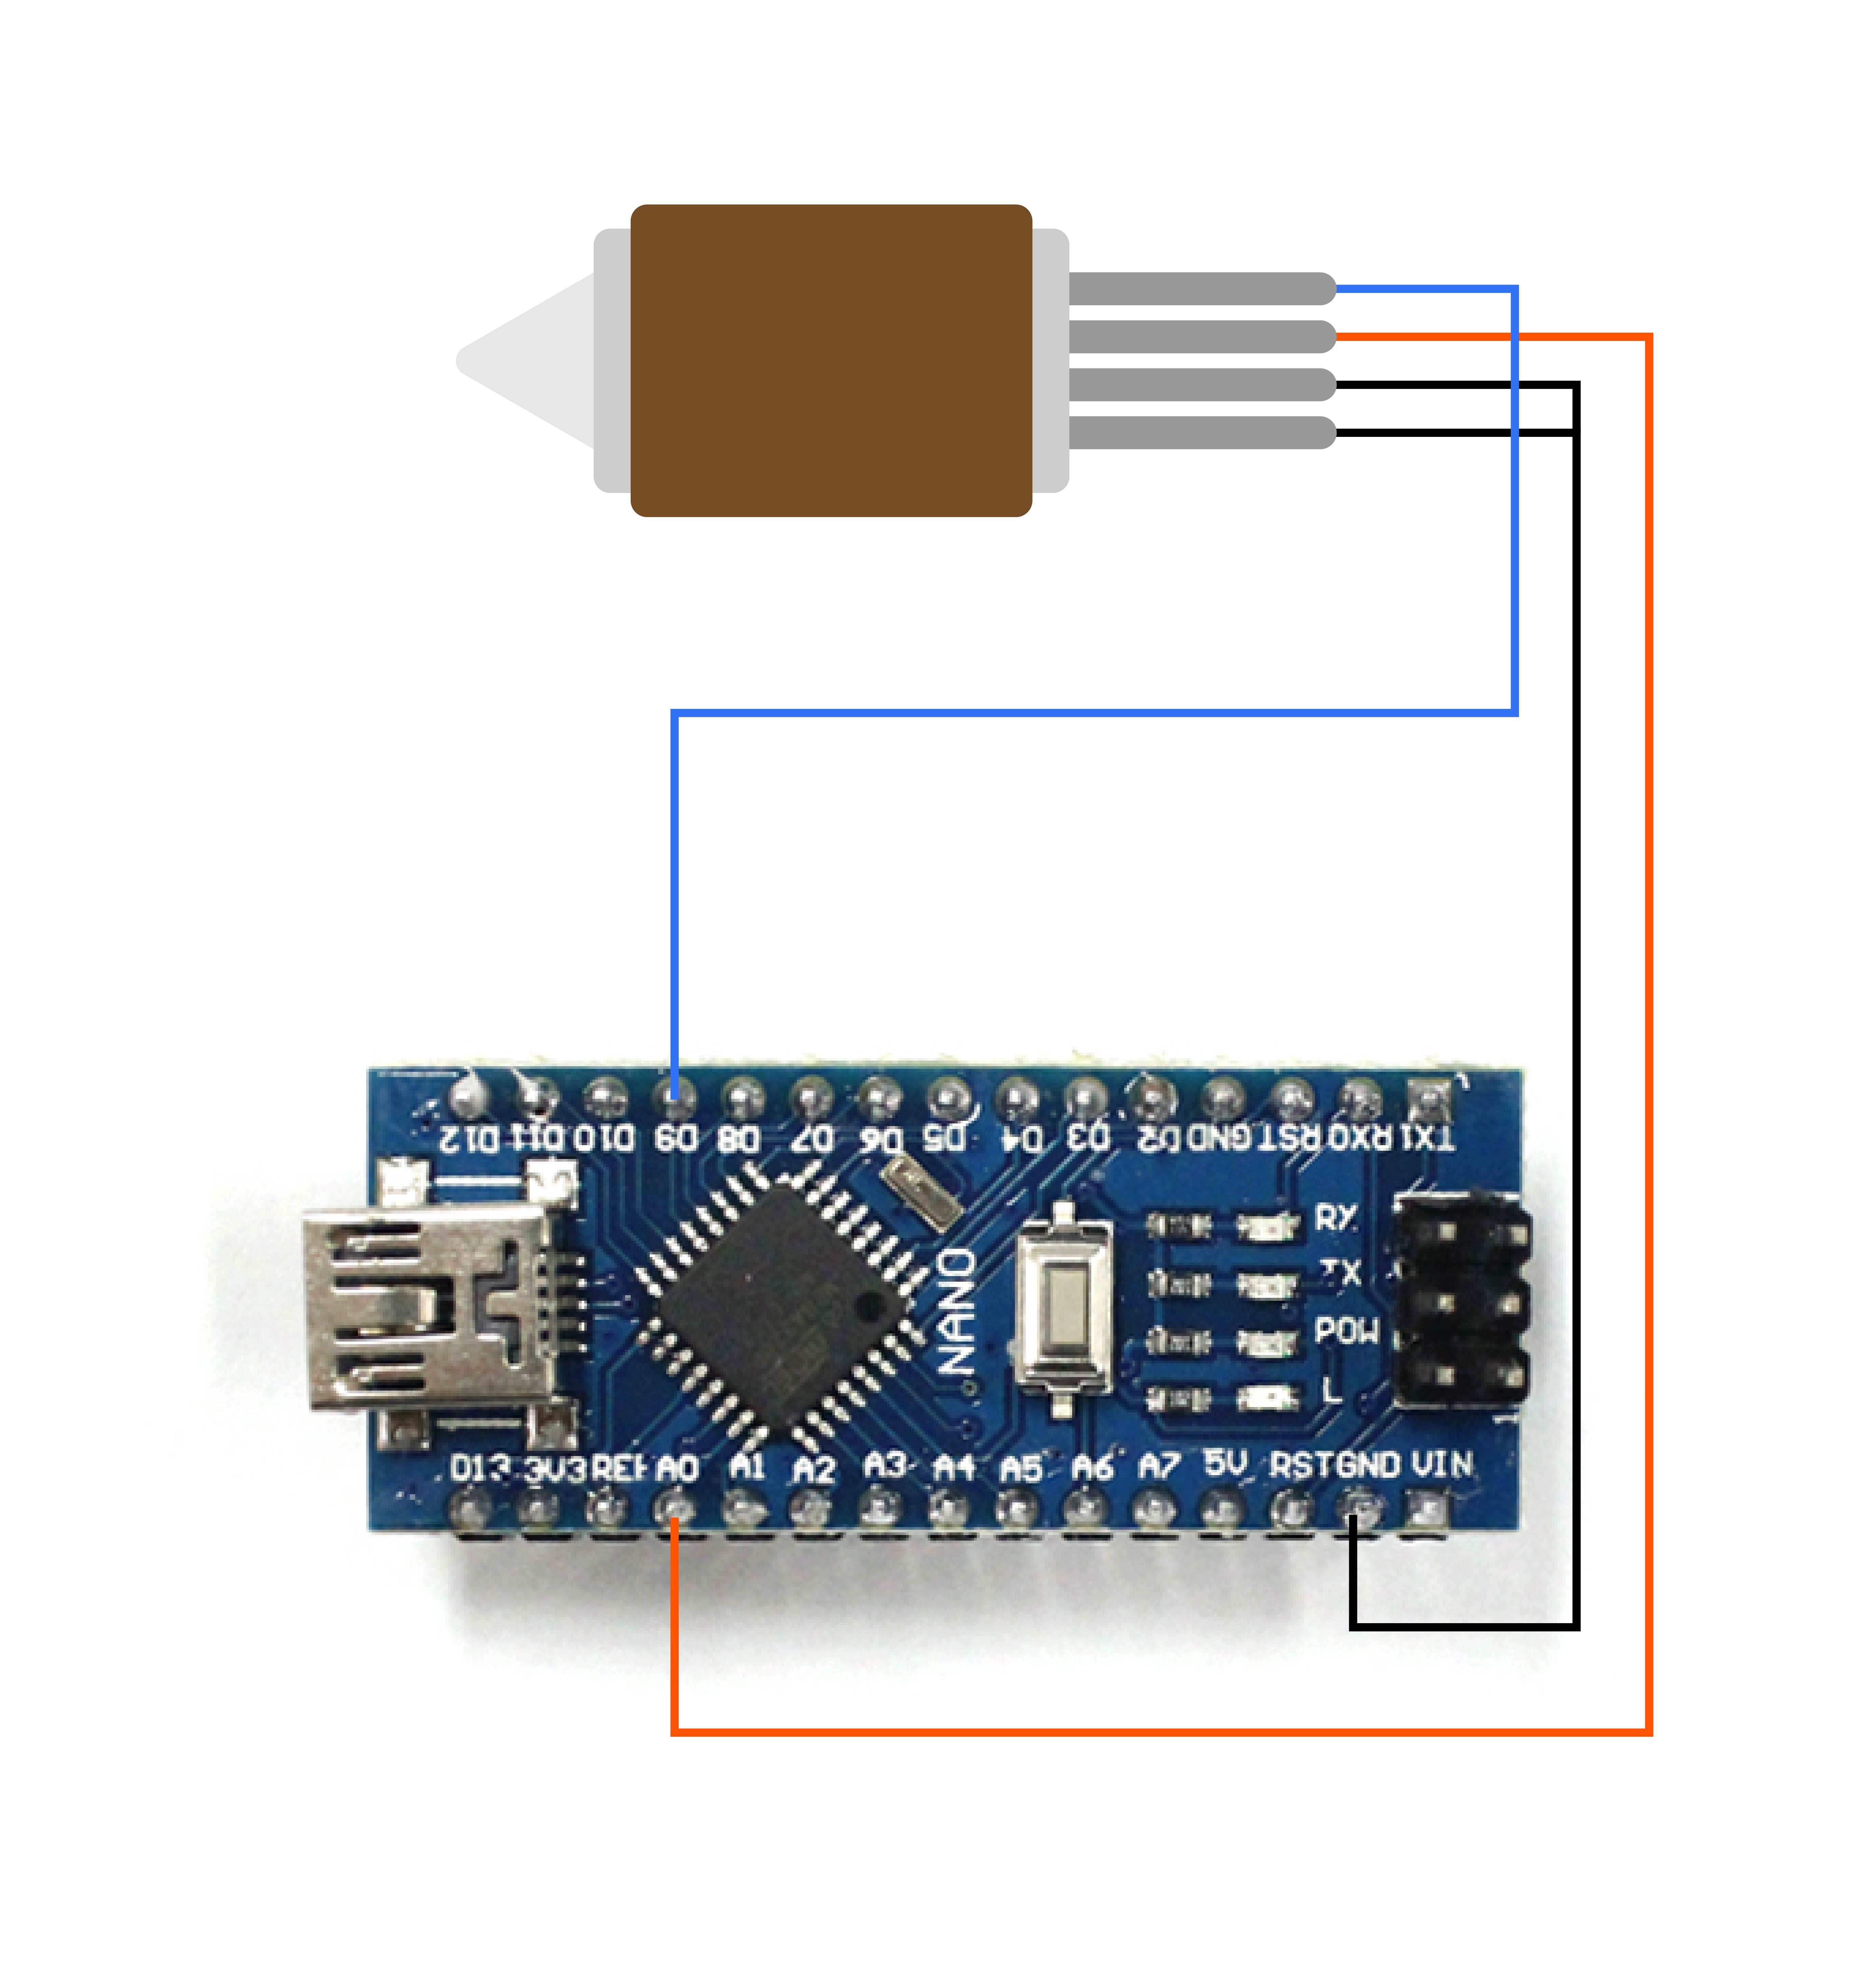 D12 D11 D10 D9 D8 D7 D6 D5 D4 D3 D2 GND RST RX0 TX1
RX
TX
POW
L
NANO
D13 3V3 REF A0 A1 A2 A3 A4 A5 A6 A7 5V RST GND VIN